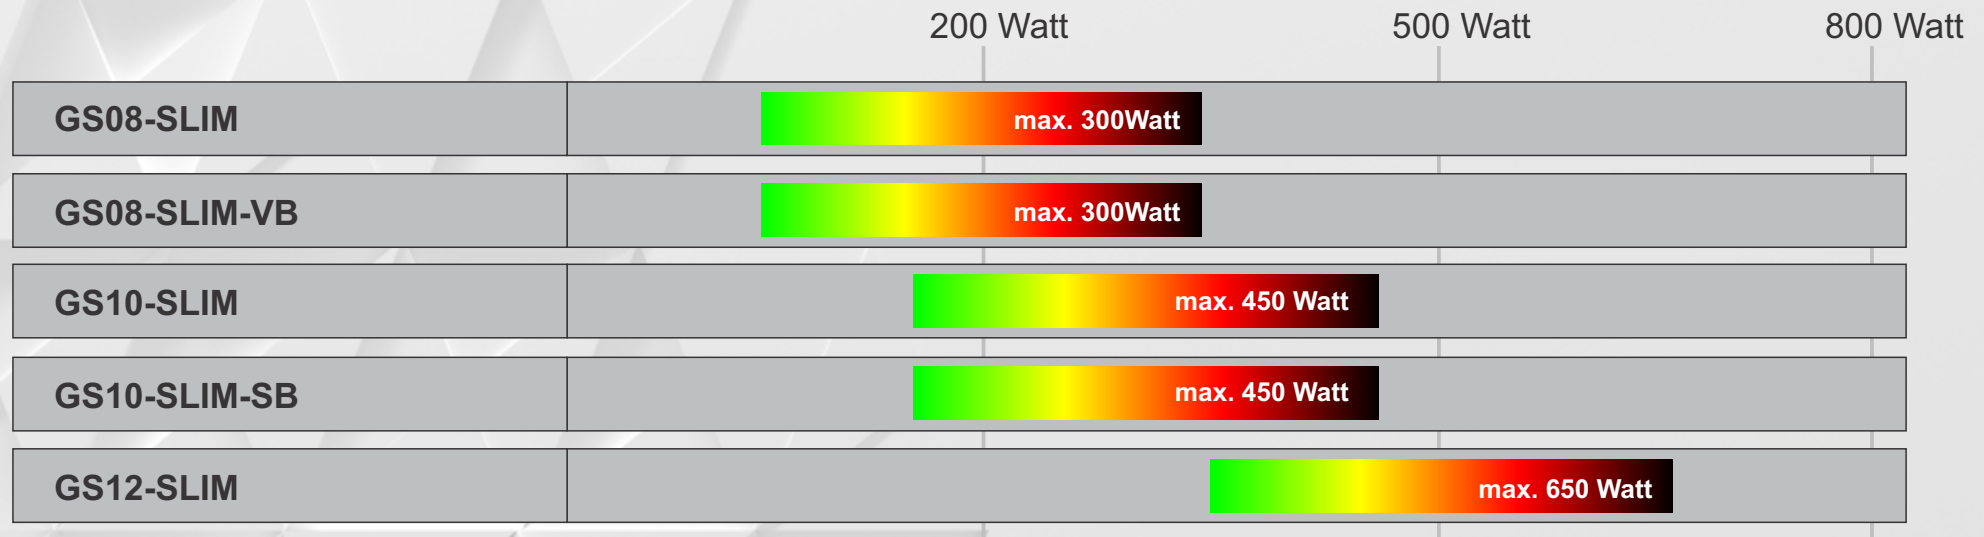 200 Watt 500 Watt 800 Watt
GS08-SLIM max. 300Watt
GS08-SLIM-VB max. 300Watt
GS10-SLIM max. 450 Watt
GS10-SLIM-SB max. 450 Watt
GS12-SLIM max. 650 Watt